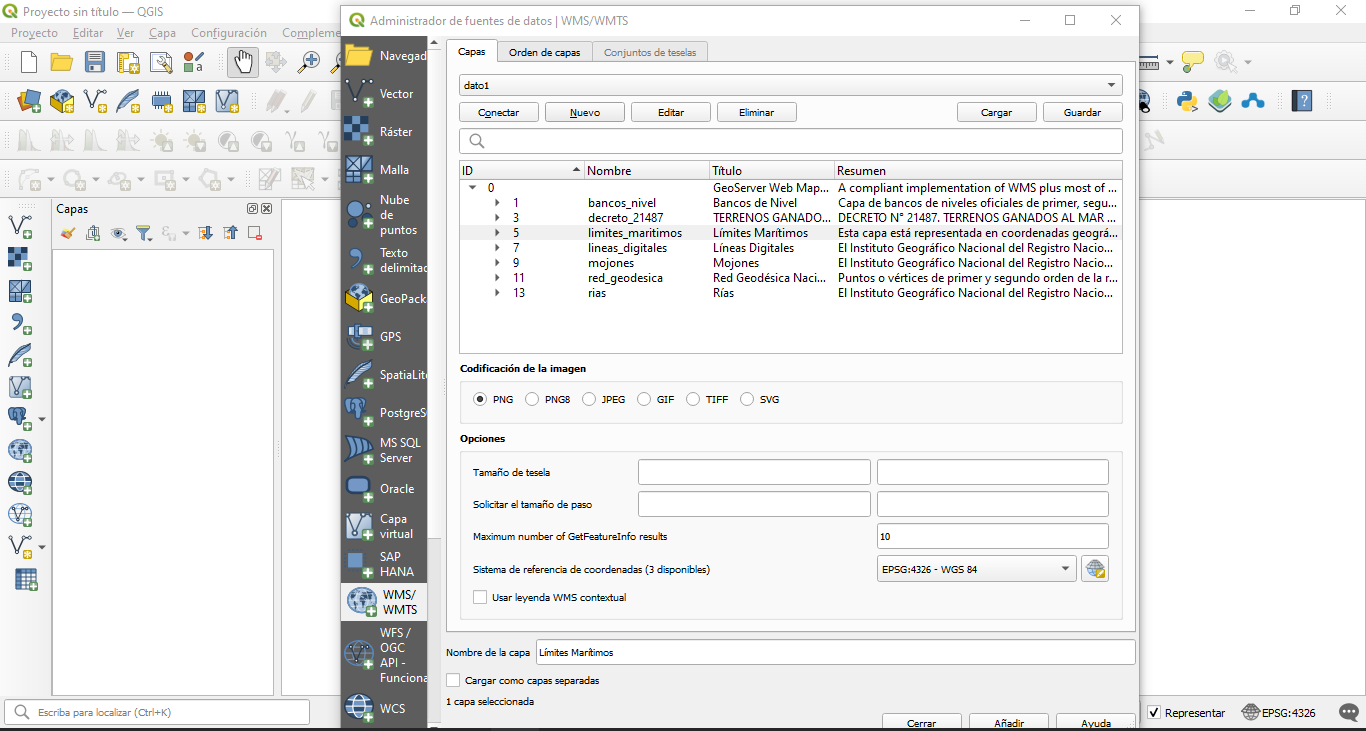 Proyecto sin título — QGIS
Proyecto Editar Ver Capa Configuración Compleme
Administrador de fuentes de datos | WMS/WMTS
Navegad
Vector
Ráster
Malla
Nube
de
puntos
Texto
delimitac
GeoPack
GPS
SpatiaLite
PostgreS
MS SQL
Server
Oracle
Capa
virtual
SAP
HANA
WMS/
WMTS
WFS /
OGC
API -
Funciona
WCS
Capas Orden de capas Conjuntos de teselas
dato1
Conectar Nuevo Editar Eliminar Cargar Guardar
ID Nombre Título Resumen
0 GeoServer Web Map... A compliant implementation of WMS plus most of ...
1 bancos_nivel Bancos de Nivel Capa de bancos de niveles oficiales de primer, segu...
3 decreto_21487 TERRENOS GANADO... DECRETO N° 21487. TERRENOS GANADOS AL MAR ...
5 limites_maritimos Límites Marítimos Esta capa está representada en coordenadas geográ...
7 lineas_digitales Líneas Digitales El Instituto Geográfico Nacional del Registro Nacio...
9 mojones Mojones El Instituto Geográfico Nacional del Registro Nacio...
11 red_geodesica Red Geodésica Naci... Puntos o vértices de primer y segundo orden de la r...
13 rias Rías El Instituto Geográfico Nacional del Registro Nacio...
Codificación de la imagen
PNG PNG8 JPEG GIF TIFF SVG
Opciones
Tamaño de tesela
Solicitar el tamaño de paso
Maximum number of GetFeatureInfo results 10
Sistema de referencia de coordenadas (3 disponibles) EPSG:4326 - WGS 84
Usar leyenda WMS contextual
Nombre de la capa Límites Marítimos
Cargar como capas separadas
1 capa seleccionada
Cerrar Añadir Ayuda
Capas
Escriba para localizar (Ctrl+K)
Representar EPSG:4326